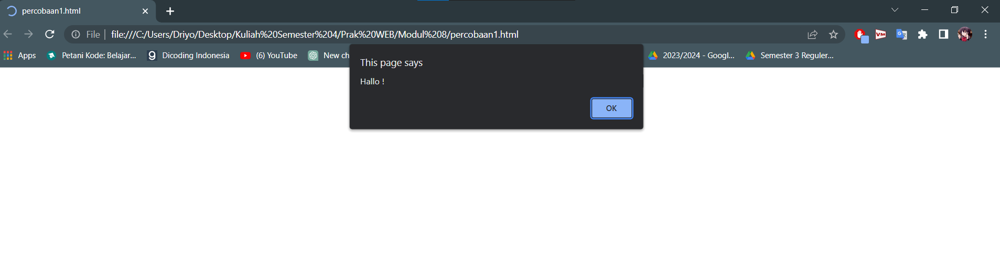 percobaan1.html
File | file:///C:/Users/Driyo/Desktop/Kuliah%20Semester%204/Prak%20WEB/Modul%208/percobaan1.html
VM
G
Apps
Petani Kode: Belajar...
Dicoding Indonesia
(6) YouTube
New ch
2023/2024 - Googl...
Semester 3 Reguler...
This page says
Hallo !
OK